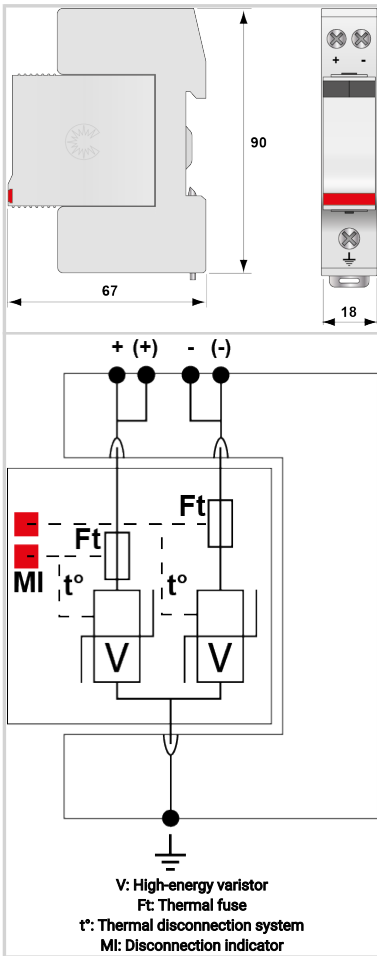 + -
90
67
18
+ (+) - (-)
Ft
Ft
MI t° t°
V V
V: High-energy varistor
Ft: Thermal fuse
t°: Thermal disconnection system
MI: Disconnection indicator